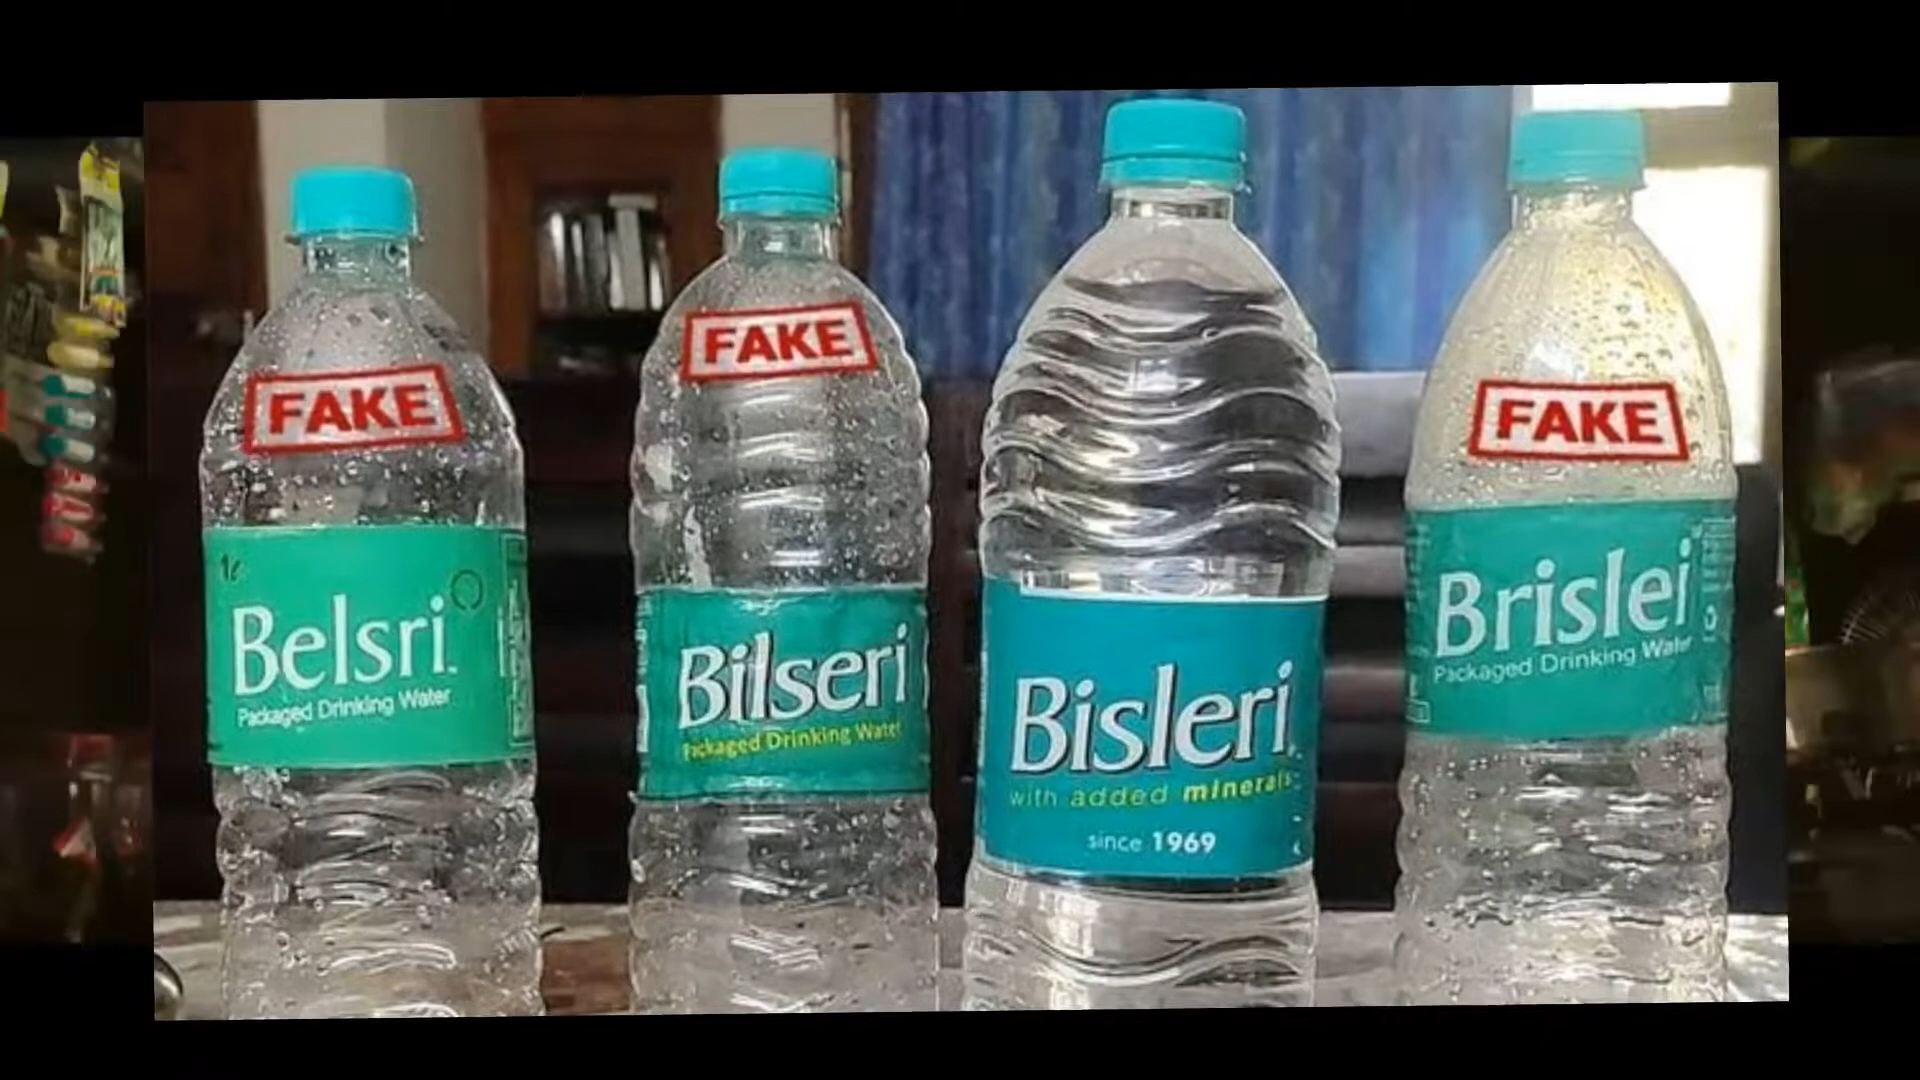 FAKE
1ℓ
Belsri
Packaged Drinking Water
FAKE
Bilseri
Packaged Drinking Water
Bisleri
with added minerals
since 1969
FAKE
Brislei
Packaged Drinking Water